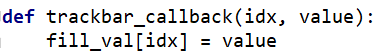 def trackbar_callback(idx, value):
    fill_val[idx] = value